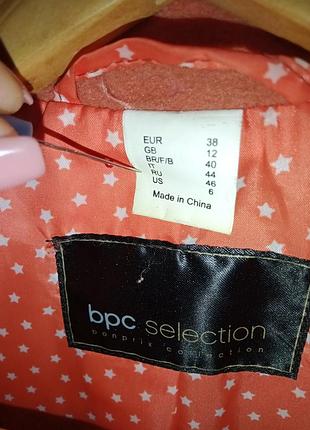 EUR 38
GB 12
BR/F/B 40
IT 44
RU 46
US 6
Made in China
bpc selection
bonprix collection